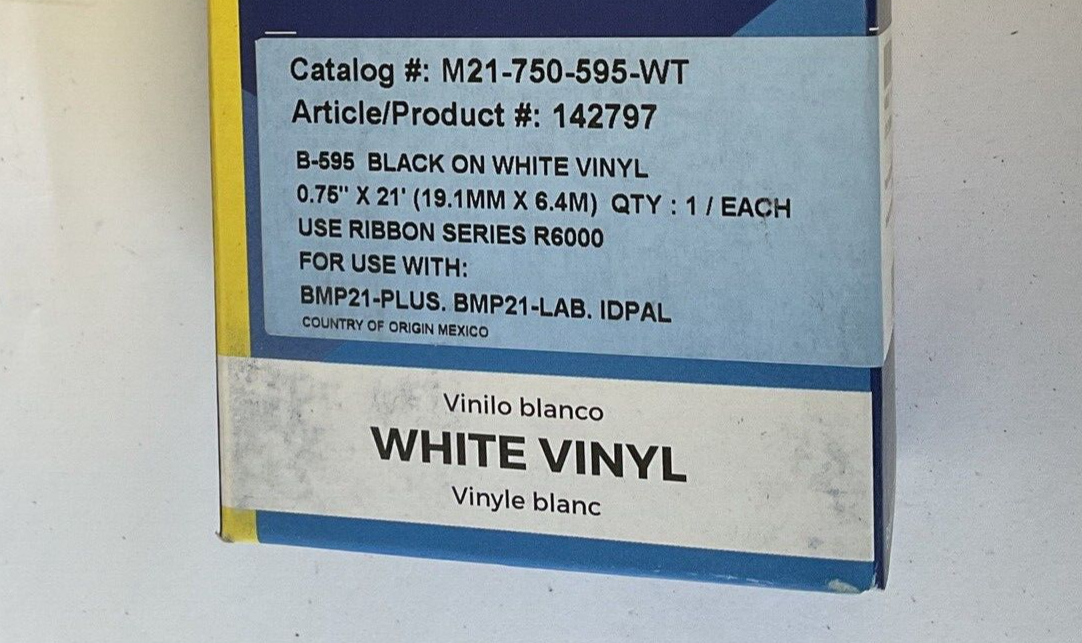 Catalog #: M21-750-595-WT
Article/Product #: 142797
B-595 BLACK ON WHITE VINYL
0.75" X 21' (19.1MM X 6.4M) QTY : 1 / EACH
USE RIBBON SERIES R6000
FOR USE WITH:
BMP21-PLUS. BMP21-LAB. IDPAL
COUNTRY OF ORIGIN MEXICO
Vinilo blanco
WHITE VINYL
Vinyle blanc